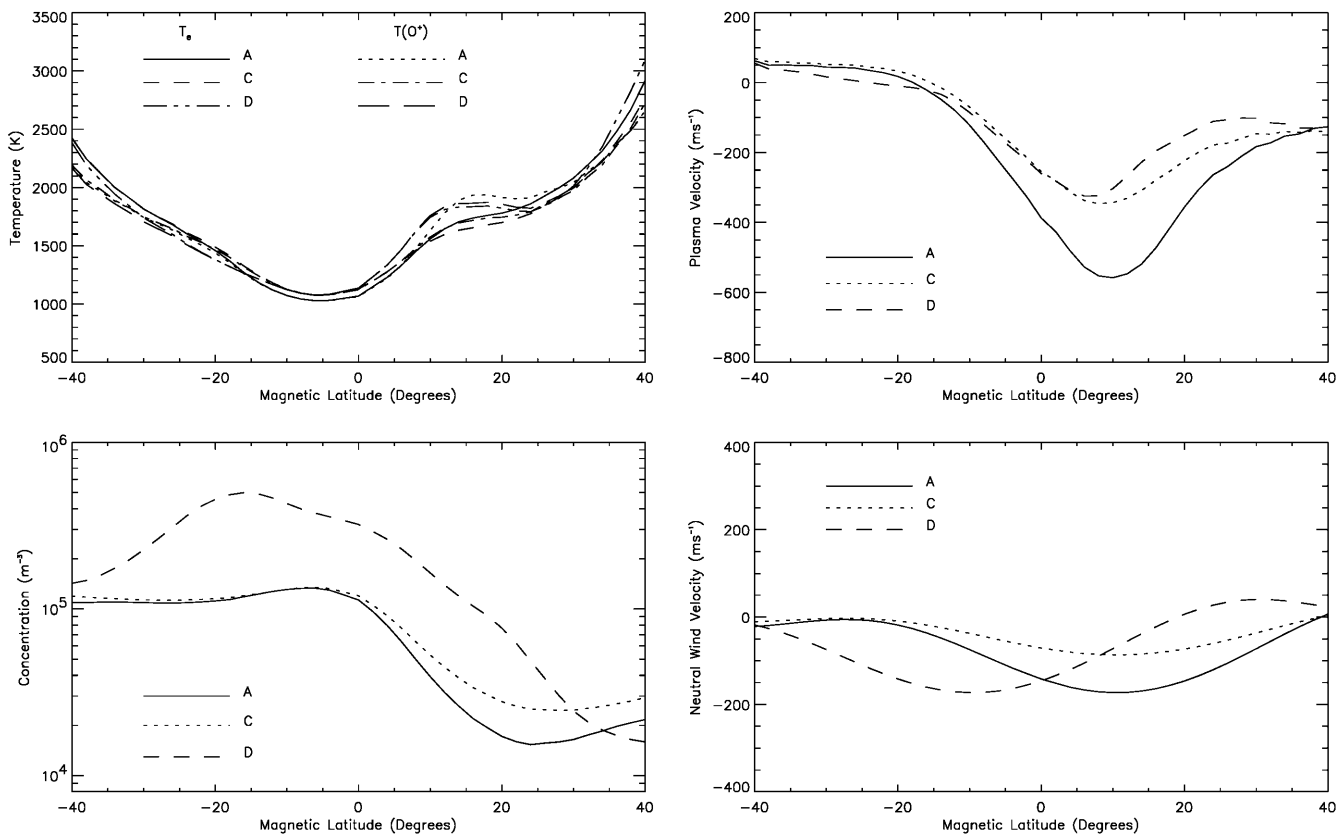 3500
3000
2500
2000
1500
1000
500
Temperature (K)
Tₑ T(O⁺)
A A
C C
D D
−40 −20 0 20 40
Magnetic Latitude (Degrees)
200
0
−200
−400
−600
−800
Plasma Velocity (ms⁻¹)
A
C
D
−40 −20 0 20 40
Magnetic Latitude (Degrees)
10⁶
10⁵
10⁴
Concentration (m⁻³)
A
C
D
−40 −20 0 20 40
Magnetic Latitude (Degrees)
400
200
0
−200
−400
Neutral Wind Velocity (ms⁻¹)
A
C
D
−40 −20 0 20 40
Magnetic Latitude (Degrees)